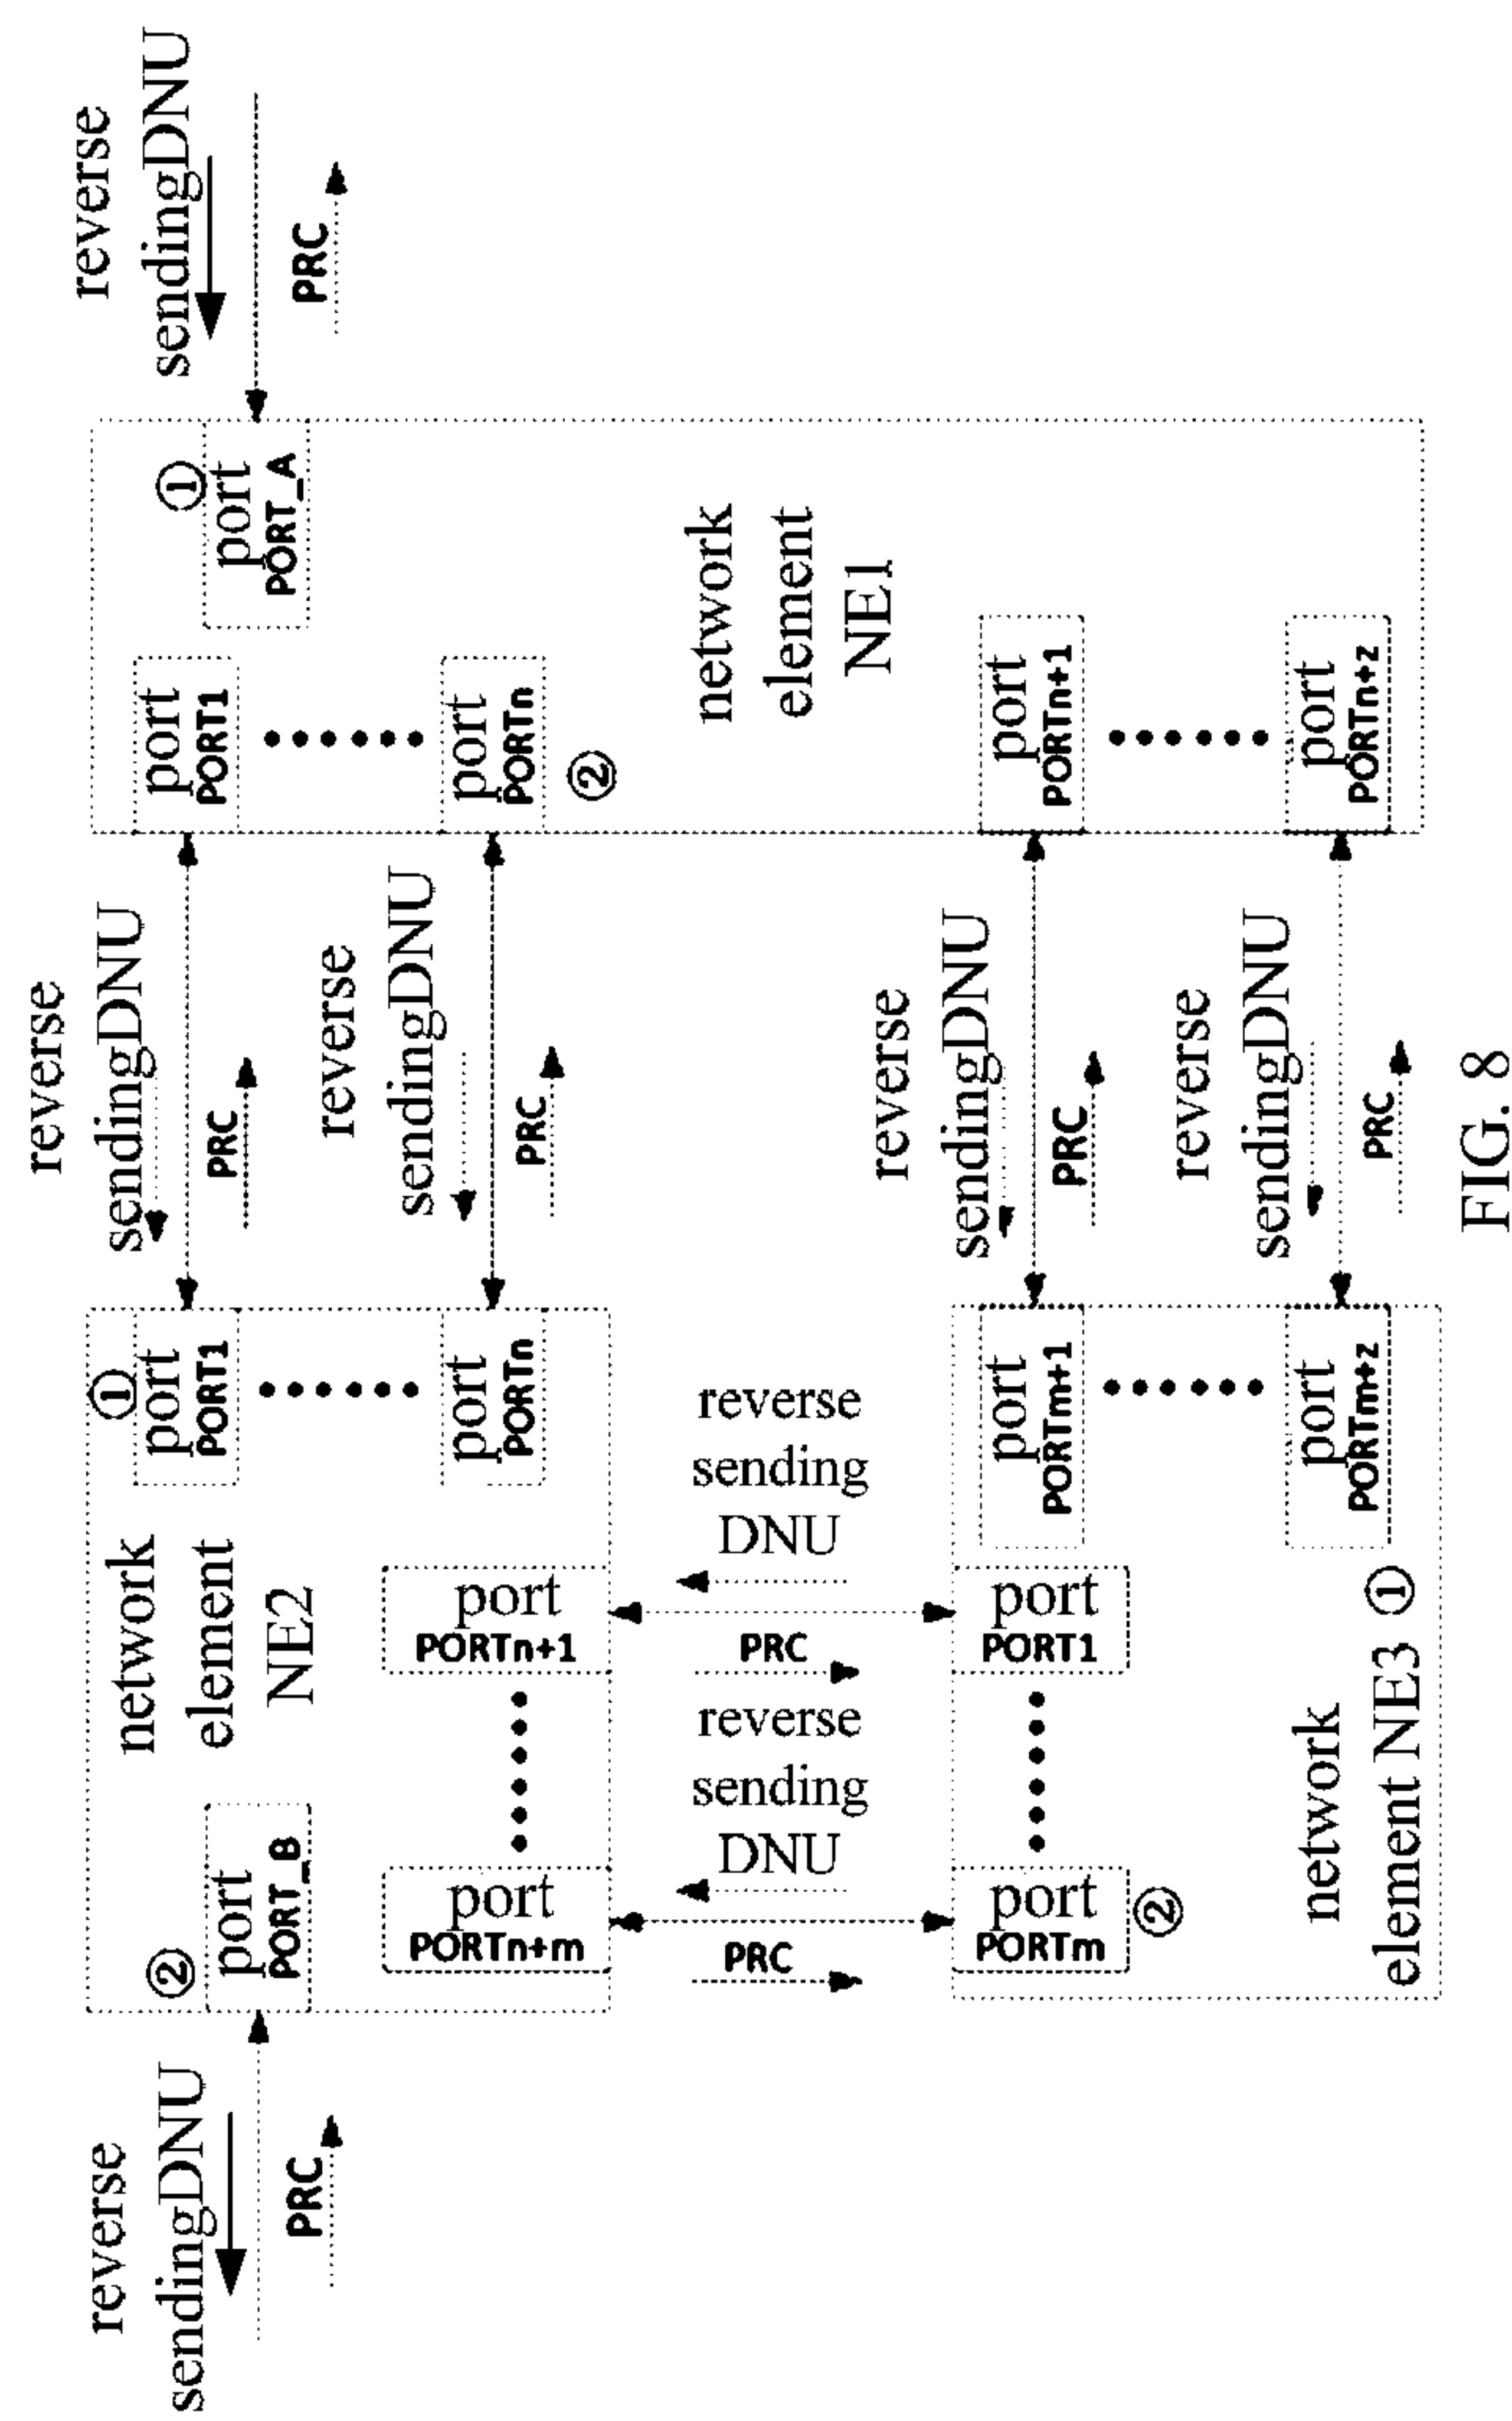 reverse
sendingDNU
PRC
②
port
PORT_B
network
element
NE2
①
port
PORT1
port
PORTn
port
PORTn+1
port
PORTn+m
reverse
sendingDNU
PRC
reverse
sendingDNU
PRC
port
PORT1
port
PORTn
②
①
port
PORT_A
network
element
NE1
reverse
sendingDNU
PRC
reverse
sending
DNU
PRC
reverse
sending
DNU
PRC
port
PORT1
port
PORTm
②
network
element NE3
①
port
PORTm+1
port
PORTm+z
reverse
sendingDNU
PRC
reverse
sendingDNU
PRC
port
PORTn+1
port
PORTn+z
FIG. 8